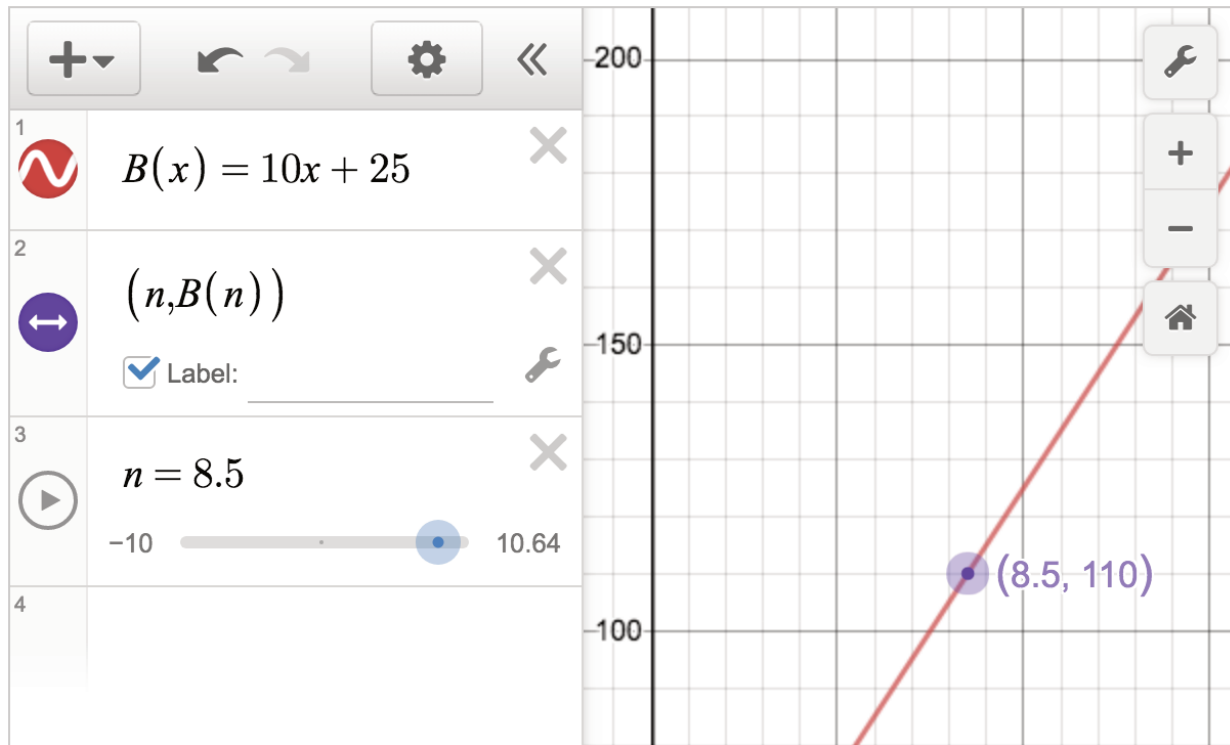 1
B(x) = 10x + 25
2
(n,B(n))
Label:
3
n = 8.5
−10
10.64
4
200
150
(8.5, 110)
100